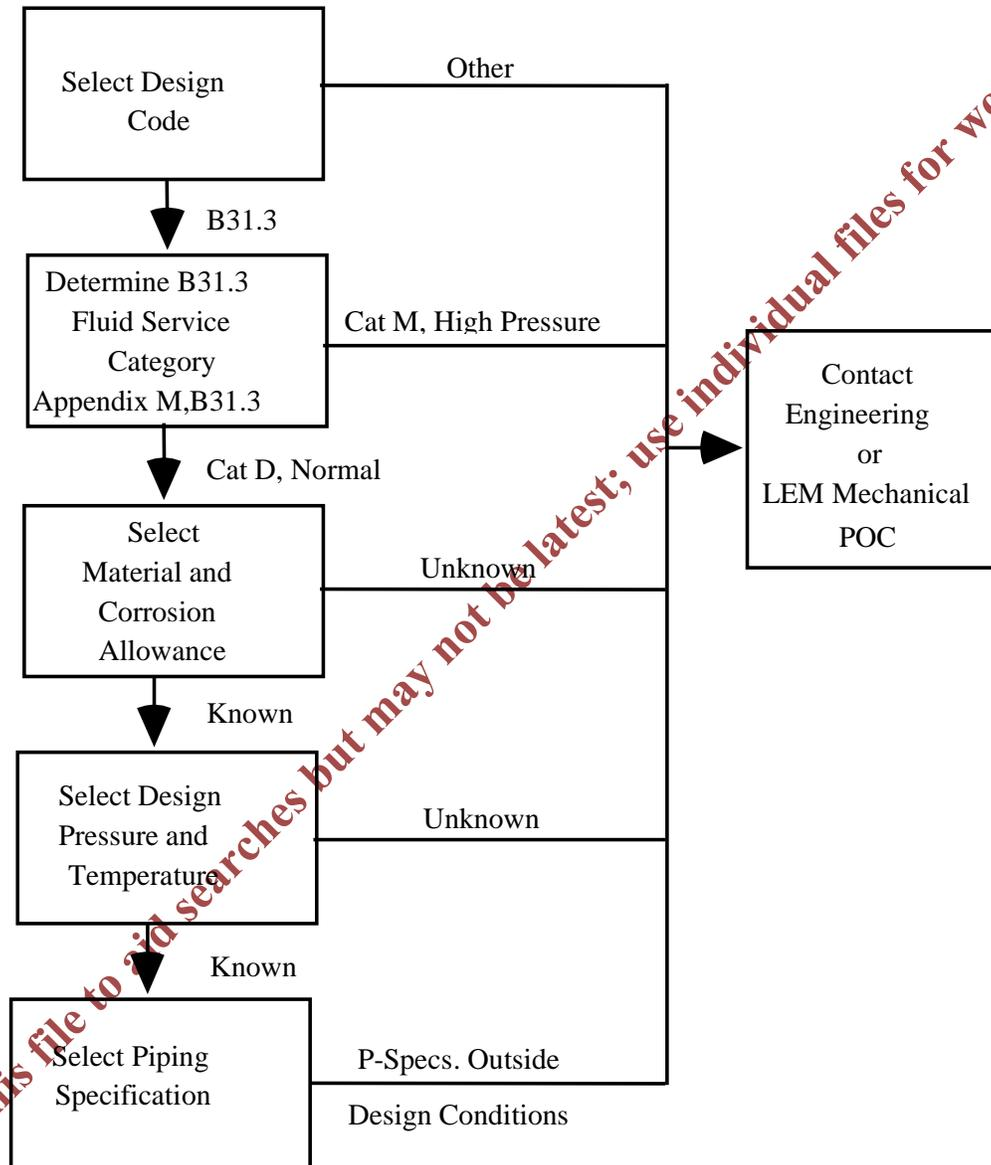 Select Design
Code
Other
B31.3
Determine B31.3
Fluid Service
Category
Appendix M,B31.3
Cat M, High Pressure
Contact
Engineering
or
LEM Mechanical
POC
Cat D, Normal
Select
Material and
Corrosion
Allowance
Unknown
Known
Select Design
Pressure and
Temperature
Unknown
Known
Select Piping
Specification
P-Specs. Outside
Design Conditions
file to aid searches but may not be latest; use individual files for